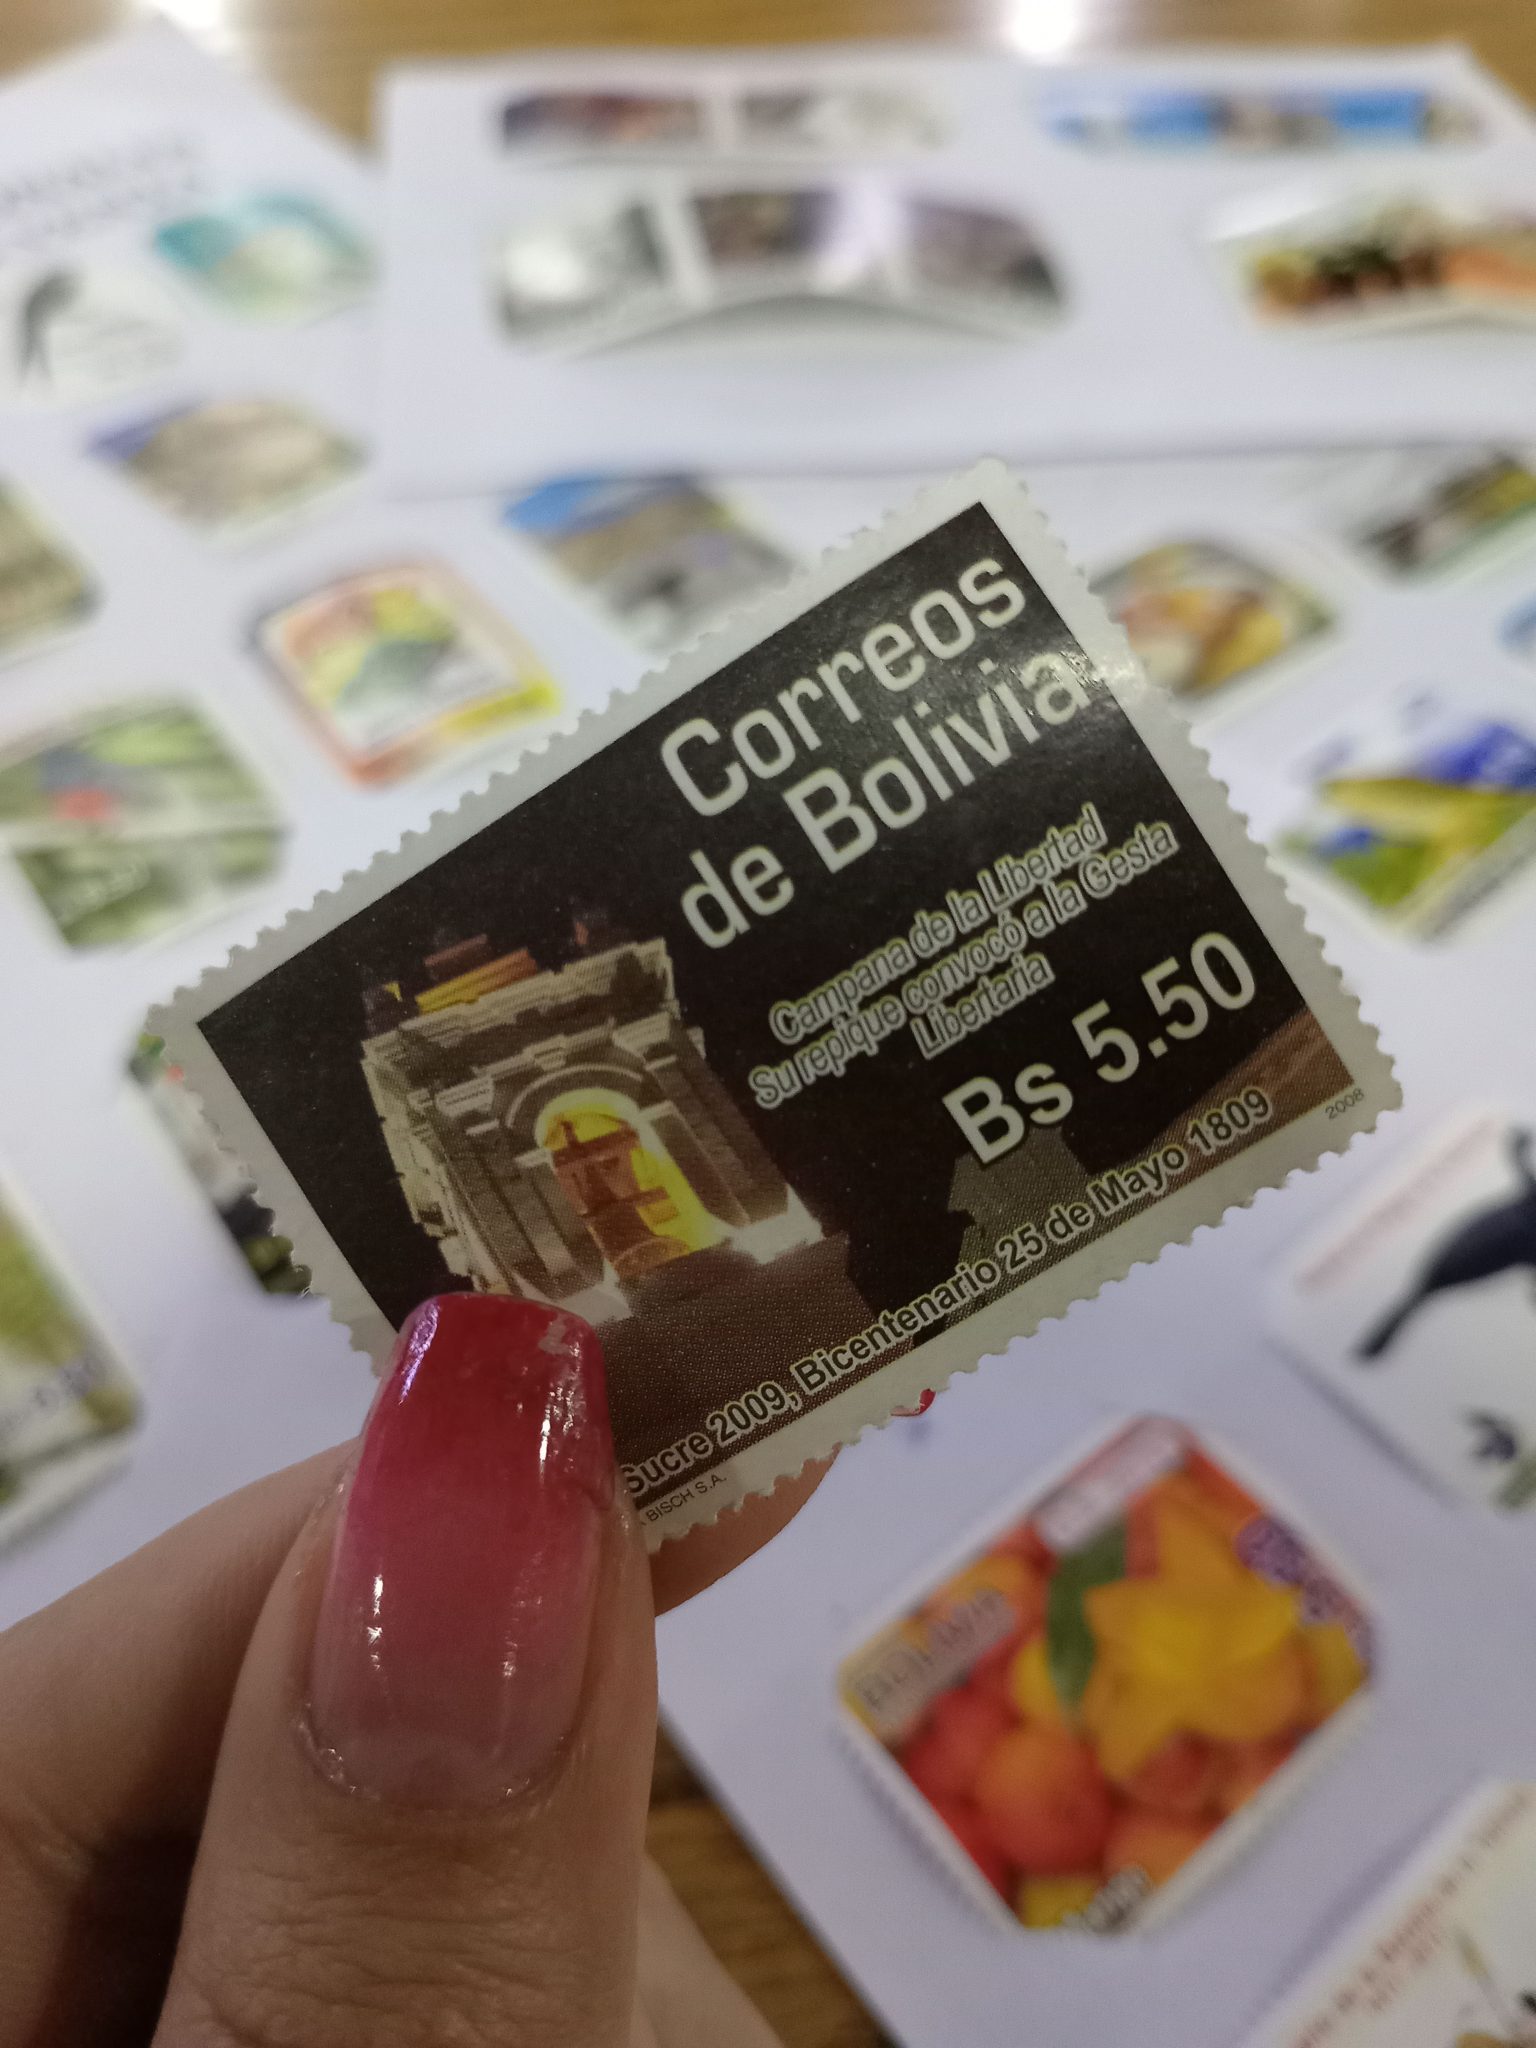 Correos
de Bolivia
Campana de la Libertad
Su repique convocó a la Gesta
Libertaria
Bs 5.50
Sucre 2009, Bicentenario 25 de Mayo 1809
2008
BISCH S.A.
BOLIVIA